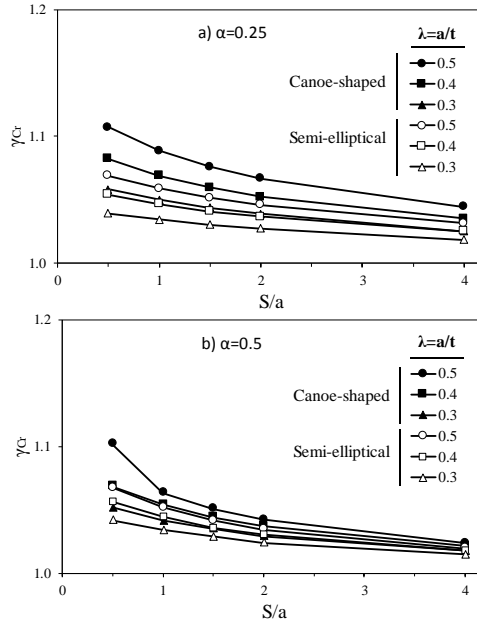 1.2
a) α=0.25
λ=a/t
0.5
Canoe-shaped
0.4
0.3
0.5
Semi-elliptical
0.4
0.3
1.1
γCr
1.0
0 1 2 3 4
S/a
1.2
b) α=0.5
λ=a/t
0.5
Canoe-shaped
0.4
0.3
0.5
Semi-elliptical
0.4
0.3
1.1
γCr
1.0
0 1 2 3 4
S/a